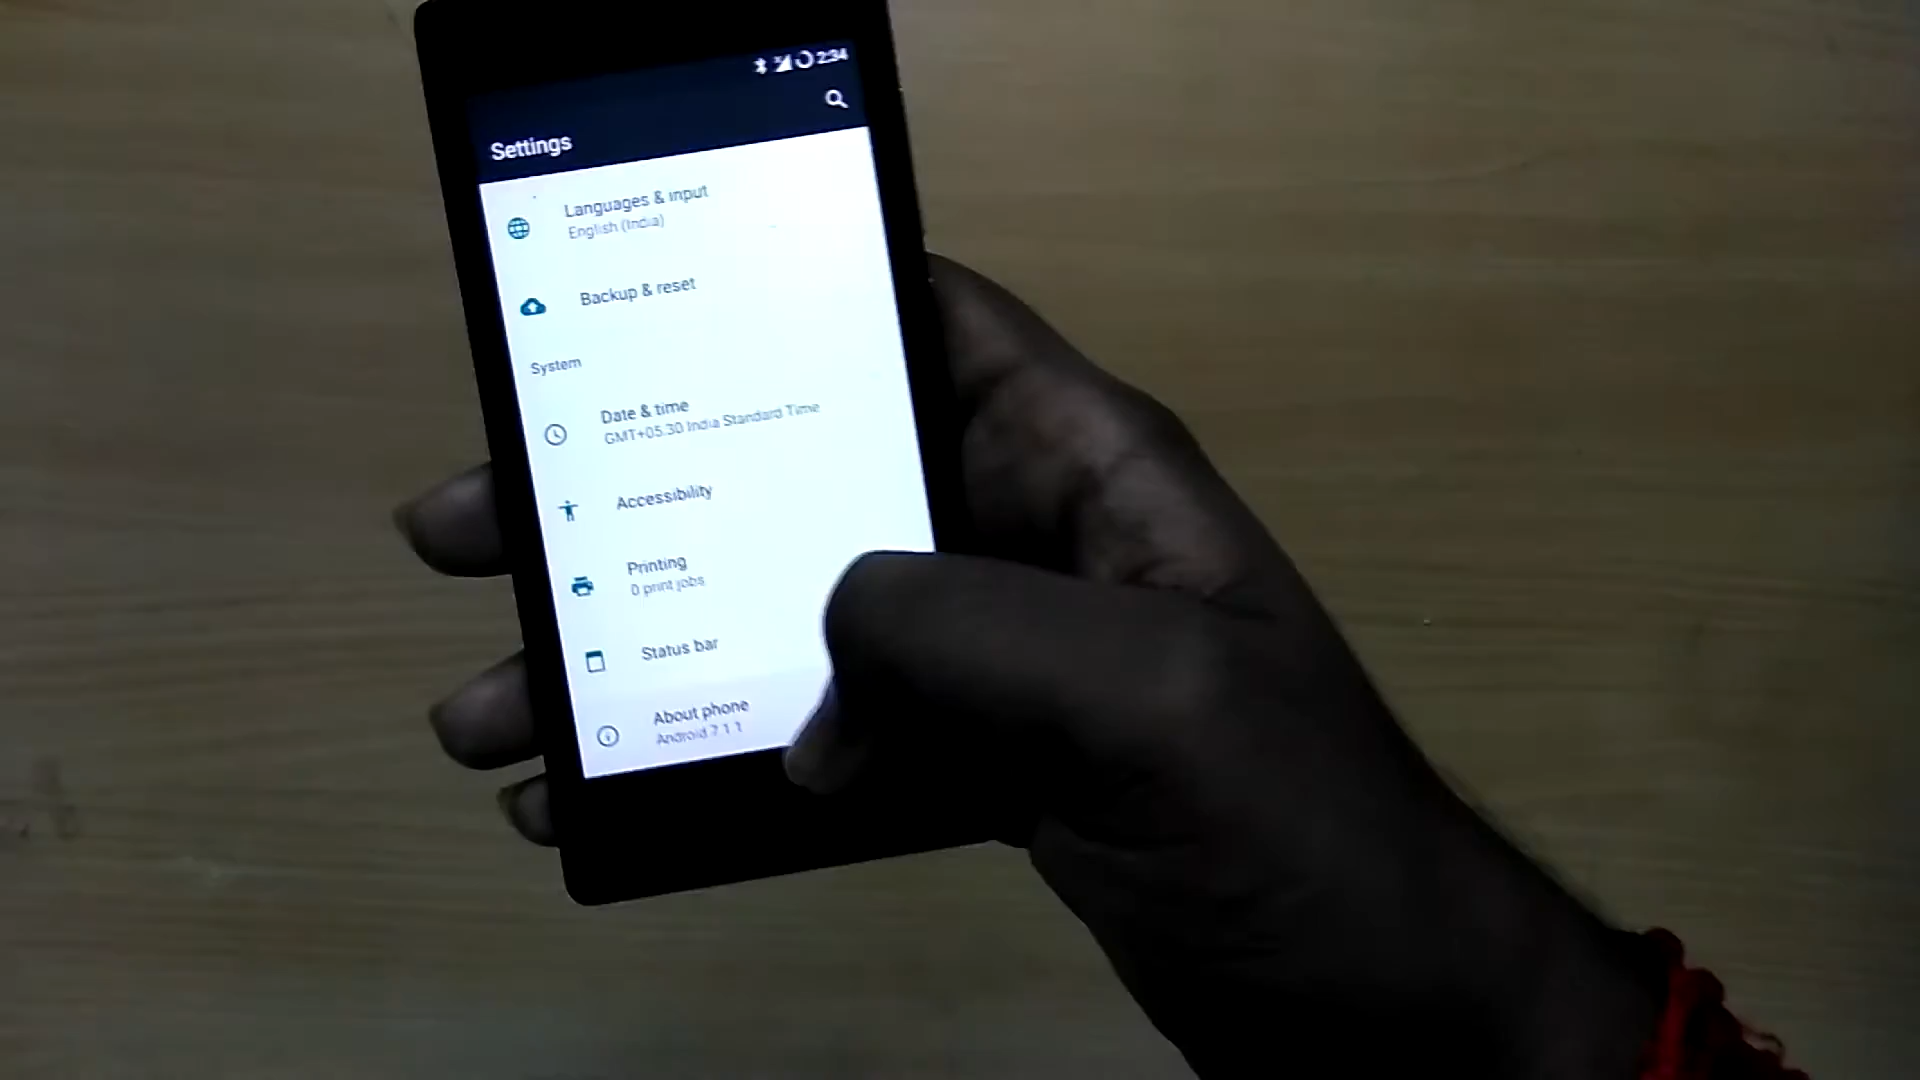 2:34
Settings
Languages & input
English (India)
Backup & reset
System
Date & time
GMT+05:30 India Standard Time
Accessibility
Printing
0 print jobs
Status bar
About phone
Android 7.1.1